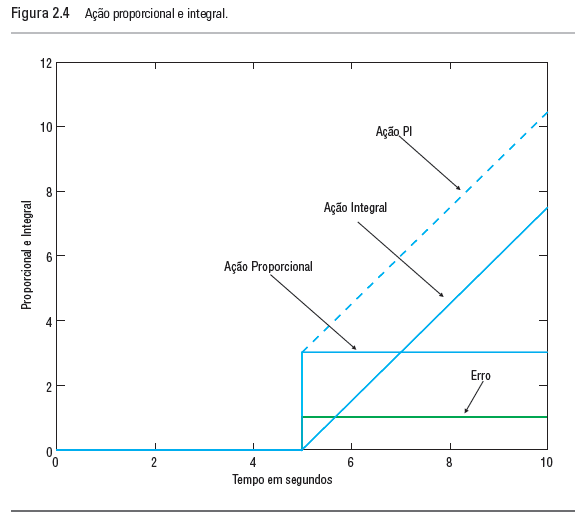 Figura 2.4 Ação proporcional e integral.
12
10
8
6
4
2
0
Proporcional e Integral
Ação PI
Ação Integral
Ação Proporcional
Erro
0 2 4 6 8 10
Tempo em segundos